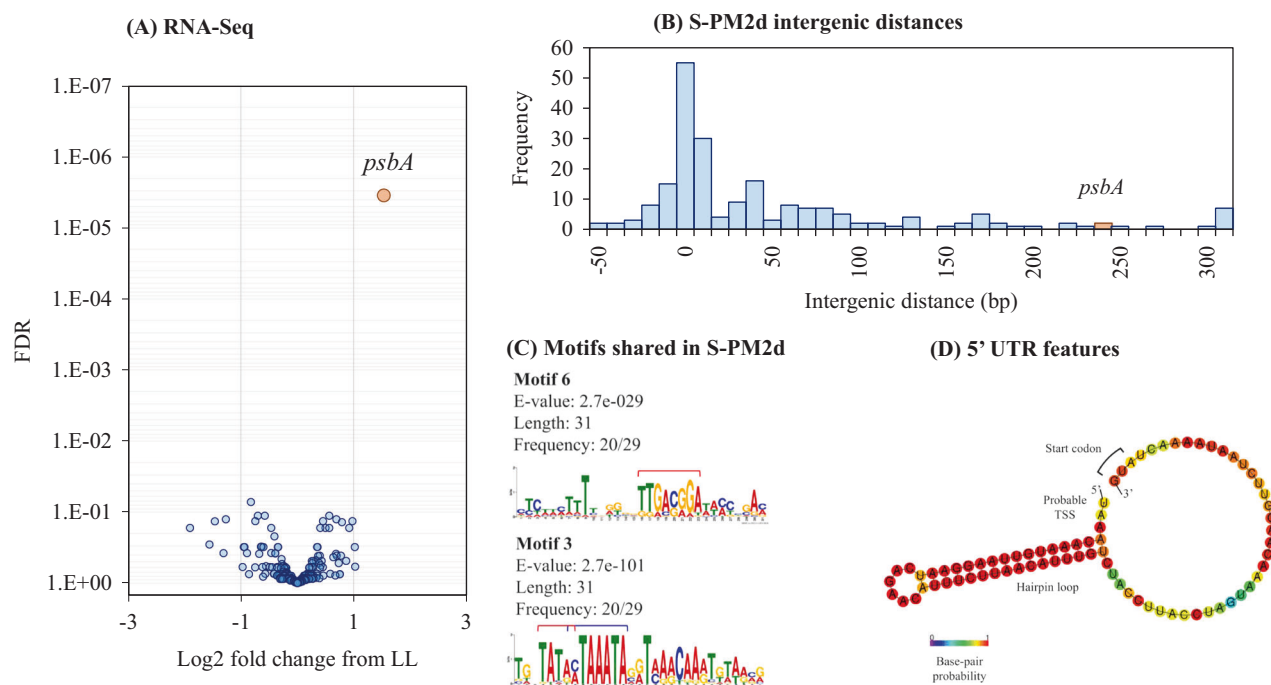 (A) RNA-Seq
1.E-07
1.E-06
1.E-05
1.E-04
1.E-03
1.E-02
1.E-01
1.E+00
FDR
psbA
-3
-1
1
3
Log2 fold change from LL
(B) S-PM2d intergenic distances
60
50
40
30
20
10
0
Frequency
psbA
-50
0
50
100
150
200
250
300
Intergenic distance (bp)
(C) Motifs shared in S-PM2d
Motif 6
E-value: 2.7e-029
Length: 31
Frequency: 20/29
Motif 3
E-value: 2.7e-101
Length: 31
Frequency: 20/29
(D) 5’ UTR features
Start codon
5'
3'
Probable
TSS
Hairpin loop
0
1
Base-pair
probability